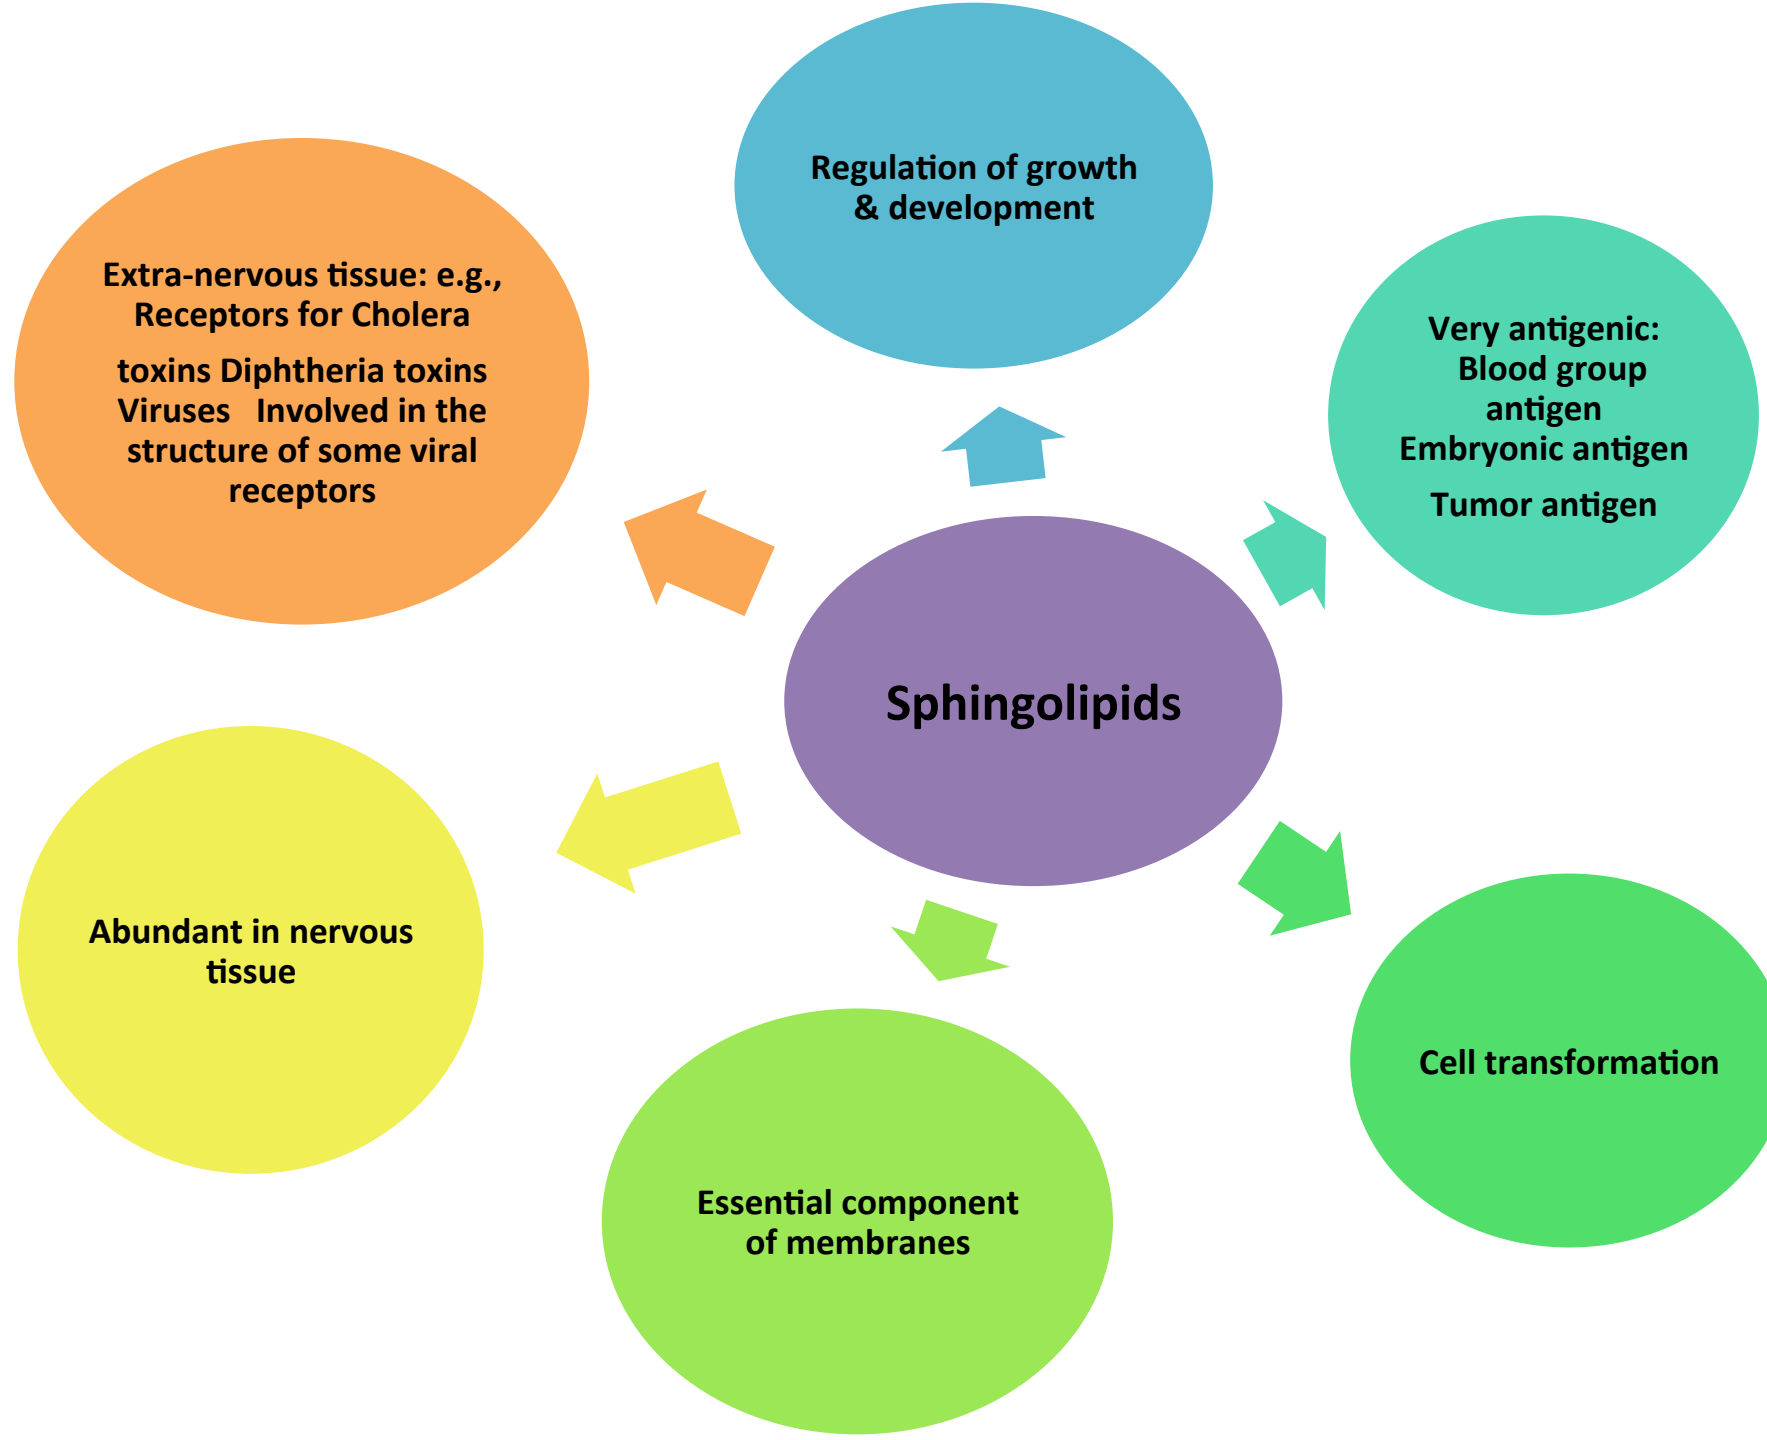 Regulation of growth
& development
Extra-nervous tissue: e.g.,
Receptors for Cholera
toxins Diphtheria toxins
Viruses   Involved in the
structure of some viral
receptors
Very antigenic:
Blood group
antigen
Embryonic antigen
Tumor antigen
Sphingolipids
Abundant in nervous
tissue
Cell transformation
Essential component
of membranes